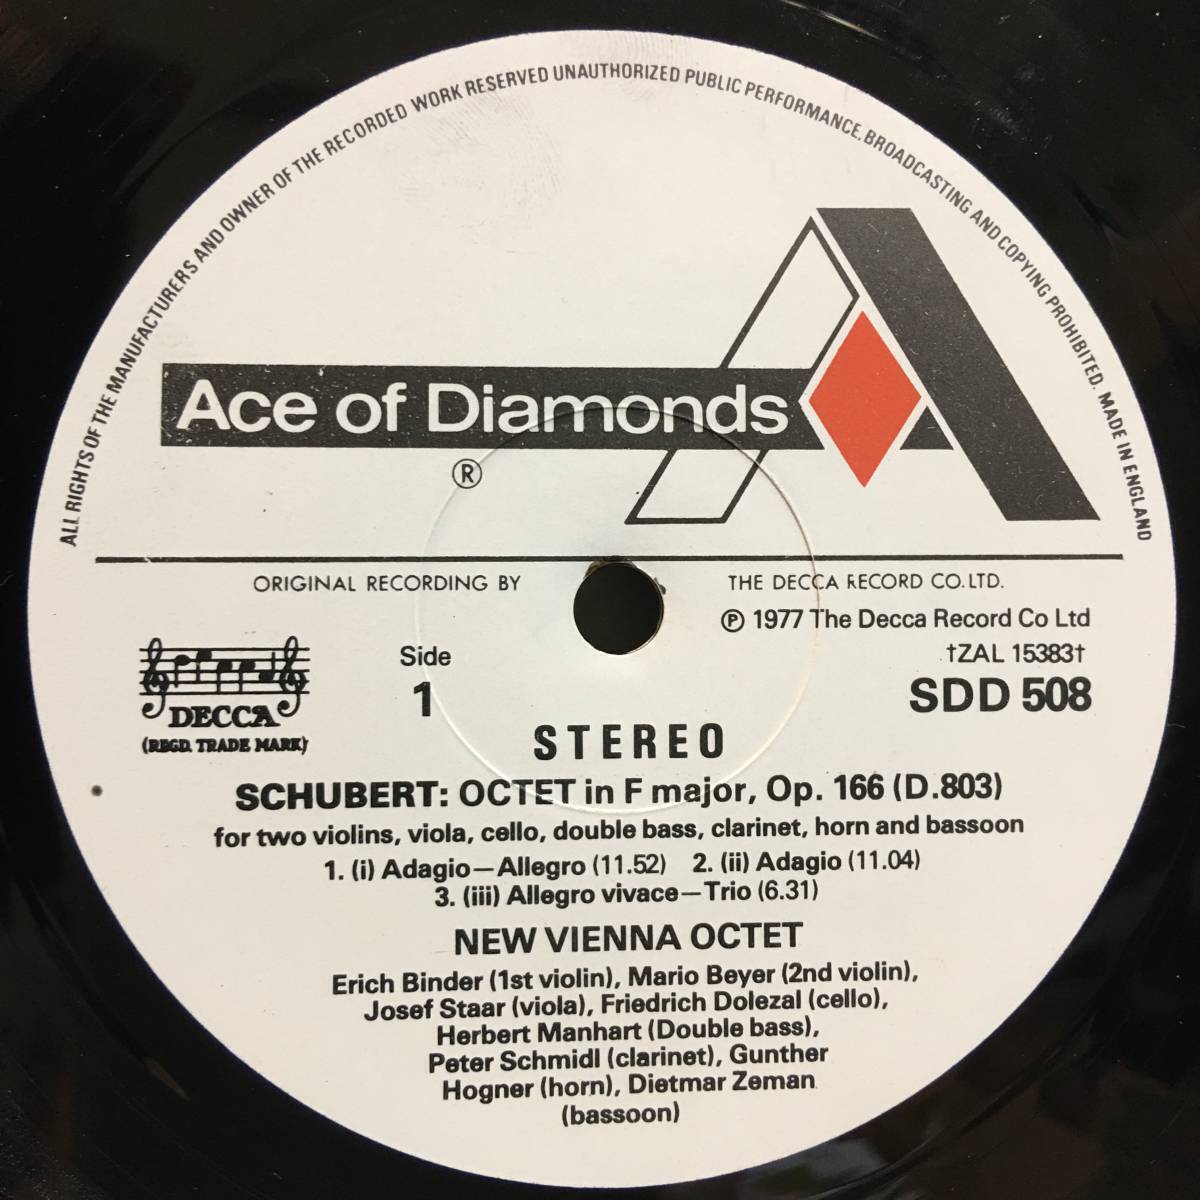 ALL RIGHTS OF THE MANUFACTURERS AND OWNER OF THE RECORDED WORK RESERVED UNAUTHORIZED PUBLIC PERFORMANCE, BROADCASTING AND COPYING PROHIBITED. MADE IN ENGLAND
Ace of Diamonds
®
ORIGINAL RECORDING BY THE DECCA RECORD CO.LTD.
℗ 1977 The Decca Record Co Ltd
†ZAL 15383†
Side
1
SDD 508
DECCA
(REGD. TRADE MARK)
STEREO
SCHUBERT: OCTET in F major, Op. 166 (D.803)
for two violins, viola, cello, double bass, clarinet, horn and bassoon
1. (i) Adagio—Allegro (11.52) 2. (ii) Adagio (11.04)
3. (iii) Allegro vivace—Trio (6.31)
NEW VIENNA OCTET
Erich Binder (1st violin), Mario Beyer (2nd violin),
Josef Staar (viola), Friedrich Dolezal (cello),
Herbert Manhart (Double bass),
Peter Schmidl (clarinet), Gunther
Hogner (horn), Dietmar Zeman
(bassoon)